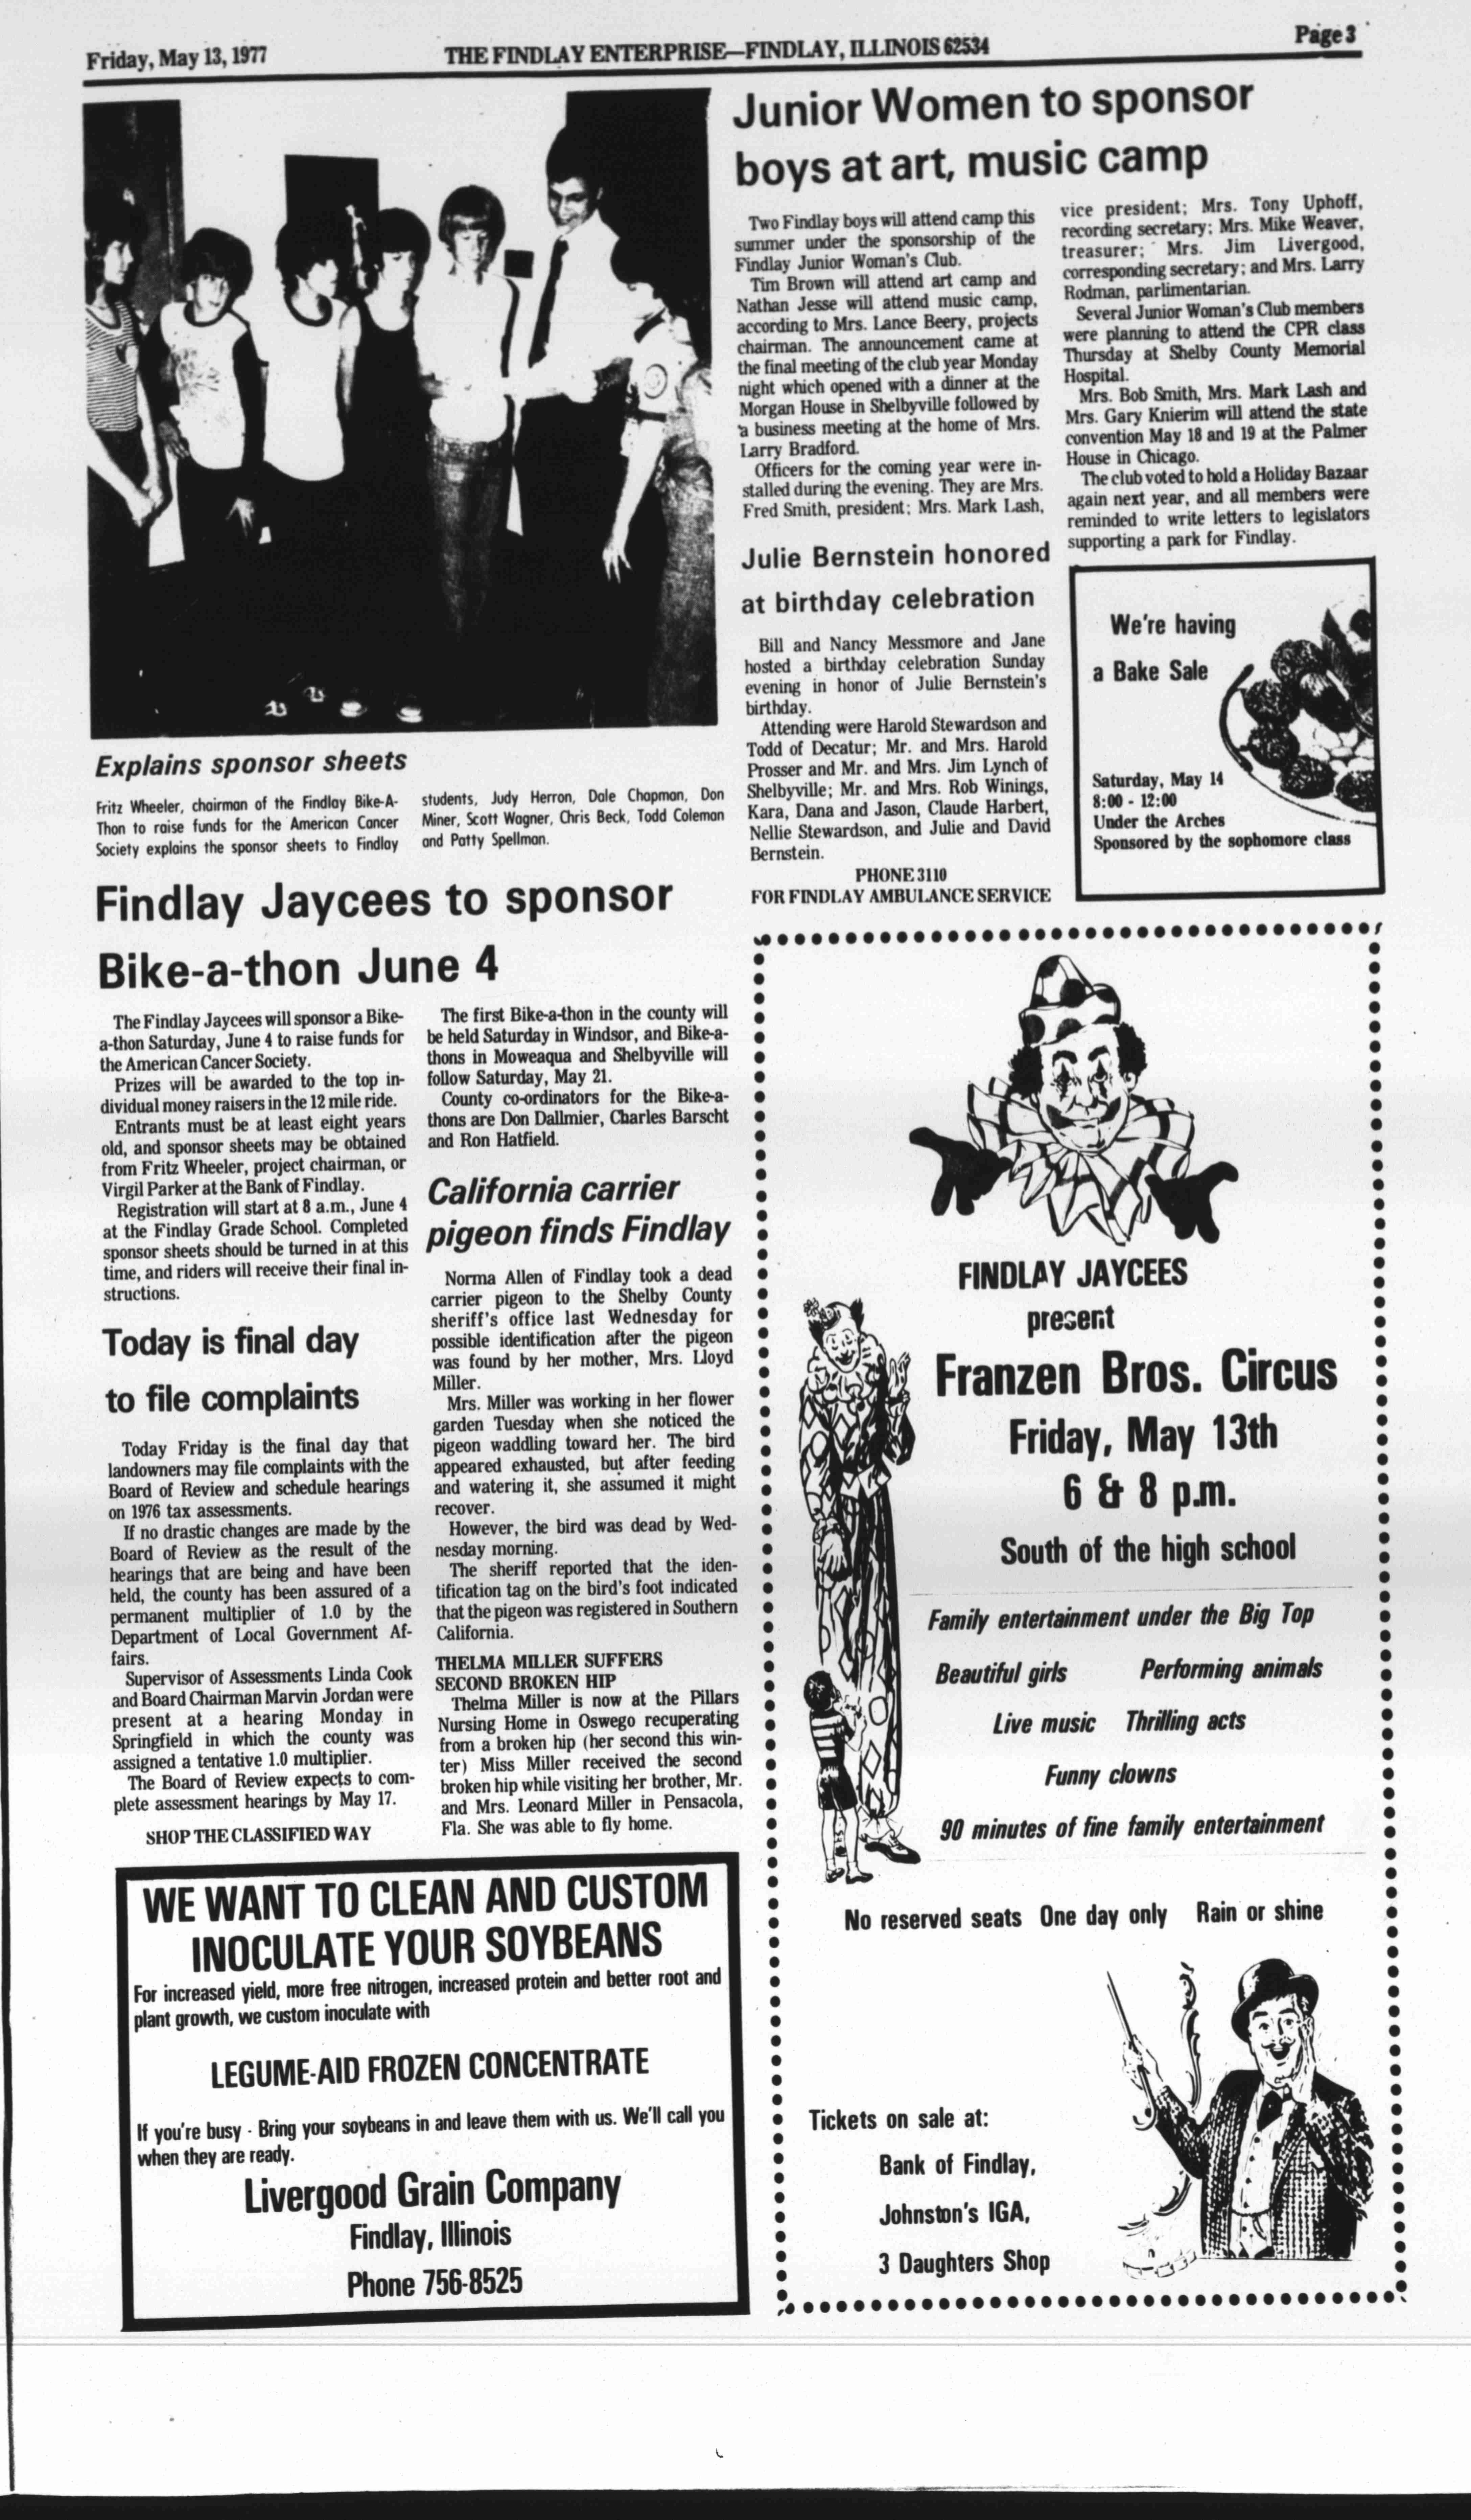 Friday, May 13, 1977
THE FINDLAY ENTERPRISE—FINDLAY, ILLINOIS 62534
Page 3
Explains sponsor sheets
Fritz Wheeler, chairman of the Findlay Bike-A-
Thon to raise funds for the American Cancer
Society explains the sponsor sheets to Findlay
students, Judy Herron, Dale Chapman, Don
Miner, Scott Wagner, Chris Beck, Todd Coleman
and Patty Spellman.
Findlay Jaycees to sponsor
Bike-a-thon June 4
The Findlay Jaycees will sponsor a Bike-
a-thon Saturday, June 4 to raise funds for
the American Cancer Society.
Prizes will be awarded to the top in-
dividual money raisers in the 12 mile ride.
Entrants must be at least eight years
old, and sponsor sheets may be obtained
from Fritz Wheeler, project chairman, or
Virgil Parker at the Bank of Findlay.
Registration will start at 8 a.m., June 4
at the Findlay Grade School. Completed
sponsor sheets should be turned in at this
time, and riders will receive their final in-
structions.
The first Bike-a-thon in the county will
be held Saturday in Windsor, and Bike-a-
thons in Moweaqua and Shelbyville will
follow Saturday, May 21.
County co-ordinators for the Bike-a-
thons are Don Dallmier, Charles Barscht
and Ron Hatfield.
Today is final day
to file complaints
Today Friday is the final day that
landowners may file complaints with the
Board of Review and schedule hearings
on 1976 tax assessments.
If no drastic changes are made by the
Board of Review as the result of the
hearings that are being and have been
held, the county has been assured of a
permanent multiplier of 1.0 by the
Department of Local Government Af-
fairs.
Supervisor of Assessments Linda Cook
and Board Chairman Marvin Jordan were
present at a hearing Monday in
Springfield in which the county was
assigned a tentative 1.0 multiplier.
The Board of Review expects to com-
plete assessment hearings by May 17.
SHOP THE CLASSIFIED WAY
California carrier
pigeon finds Findlay
Norma Allen of Findlay took a dead
carrier pigeon to the Shelby County
sheriff's office last Wednesday for
possible identification after the pigeon
was found by her mother, Mrs. Lloyd
Miller.
Mrs. Miller was working in her flower
garden Tuesday when she noticed the
pigeon waddling toward her. The bird
appeared exhausted, but after feeding
and watering it, she assumed it might
recover.
However, the bird was dead by Wed-
nesday morning.
The sheriff reported that the iden-
tification tag on the bird's foot indicated
that the pigeon was registered in Southern
California.
THELMA MILLER SUFFERS
SECOND BROKEN HIP
Thelma Miller is now at the Pillars
Nursing Home in Oswego recuperating
from a broken hip (her second this win-
ter) Miss Miller received the second
broken hip while visiting her brother, Mr.
and Mrs. Leonard Miller in Pensacola,
Fla. She was able to fly home.
WE WANT TO CLEAN AND CUSTOM
INOCULATE YOUR SOYBEANS
For increased yield, more free nitrogen, increased protein and better root and
plant growth, we custom inoculate with
LEGUME-AID FROZEN CONCENTRATE
If you're busy - Bring your soybeans in and leave them with us. We'll call you
when they are ready.
Livergood Grain Company
Findlay, Illinois
Phone 756-8525
Junior Women to sponsor
boys at art, music camp
Two Findlay boys will attend camp this
summer under the sponsorship of the
Findlay Junior Woman's Club.
Tim Brown will attend art camp and
Nathan Jesse will attend music camp,
according to Mrs. Lance Beery, projects
chairman. The announcement came at
the final meeting of the club year Monday
night which opened with a dinner at the
Morgan House in Shelbyville followed by
a business meeting at the home of Mrs.
Larry Bradford.
Officers for the coming year were in-
stalled during the evening. They are Mrs.
Fred Smith, president; Mrs. Mark Lash,
vice president; Mrs. Tony Uphoff,
recording secretary; Mrs. Mike Weaver,
treasurer; Mrs. Jim Livergood,
corresponding secretary; and Mrs. Larry
Rodman, parlimentarian.
Several Junior Woman's Club members
were planning to attend the CPR class
Thursday at Shelby County Memorial
Hospital.
Mrs. Bob Smith, Mrs. Mark Lash and
Mrs. Gary Knierim will attend the state
convention May 18 and 19 at the Palmer
House in Chicago.
The club voted to hold a Holiday Bazaar
again next year, and all members were
reminded to write letters to legislators
supporting a park for Findlay.
Julie Bernstein honored
at birthday celebration
Bill and Nancy Messmore and Jane
hosted a birthday celebration Sunday
evening in honor of Julie Bernstein's
birthday.
Attending were Harold Stewardson and
Todd of Decatur; Mr. and Mrs. Harold
Prosser and Mr. and Mrs. Jim Lynch of
Shelbyville; Mr. and Mrs. Rob Winings,
Kara, Dana and Jason, Claude Harbert,
Nellie Stewardson, and Julie and David
Bernstein.
PHONE 3110
FOR FINDLAY AMBULANCE SERVICE
We're having
a Bake Sale
Saturday, May 14
8:00 - 12:00
Under the Arches
Sponsored by the sophomore class
FINDLAY JAYCEES
present
Franzen Bros. Circus
Friday, May 13th
6 & 8 p.m.
South of the high school
Family entertainment under the Big Top
Beautiful girls Performing animals
Live music Thrilling acts
Funny clowns
90 minutes of fine family entertainment
No reserved seats One day only Rain or shine
Tickets on sale at:
Bank of Findlay,
Johnston's IGA,
3 Daughters Shop